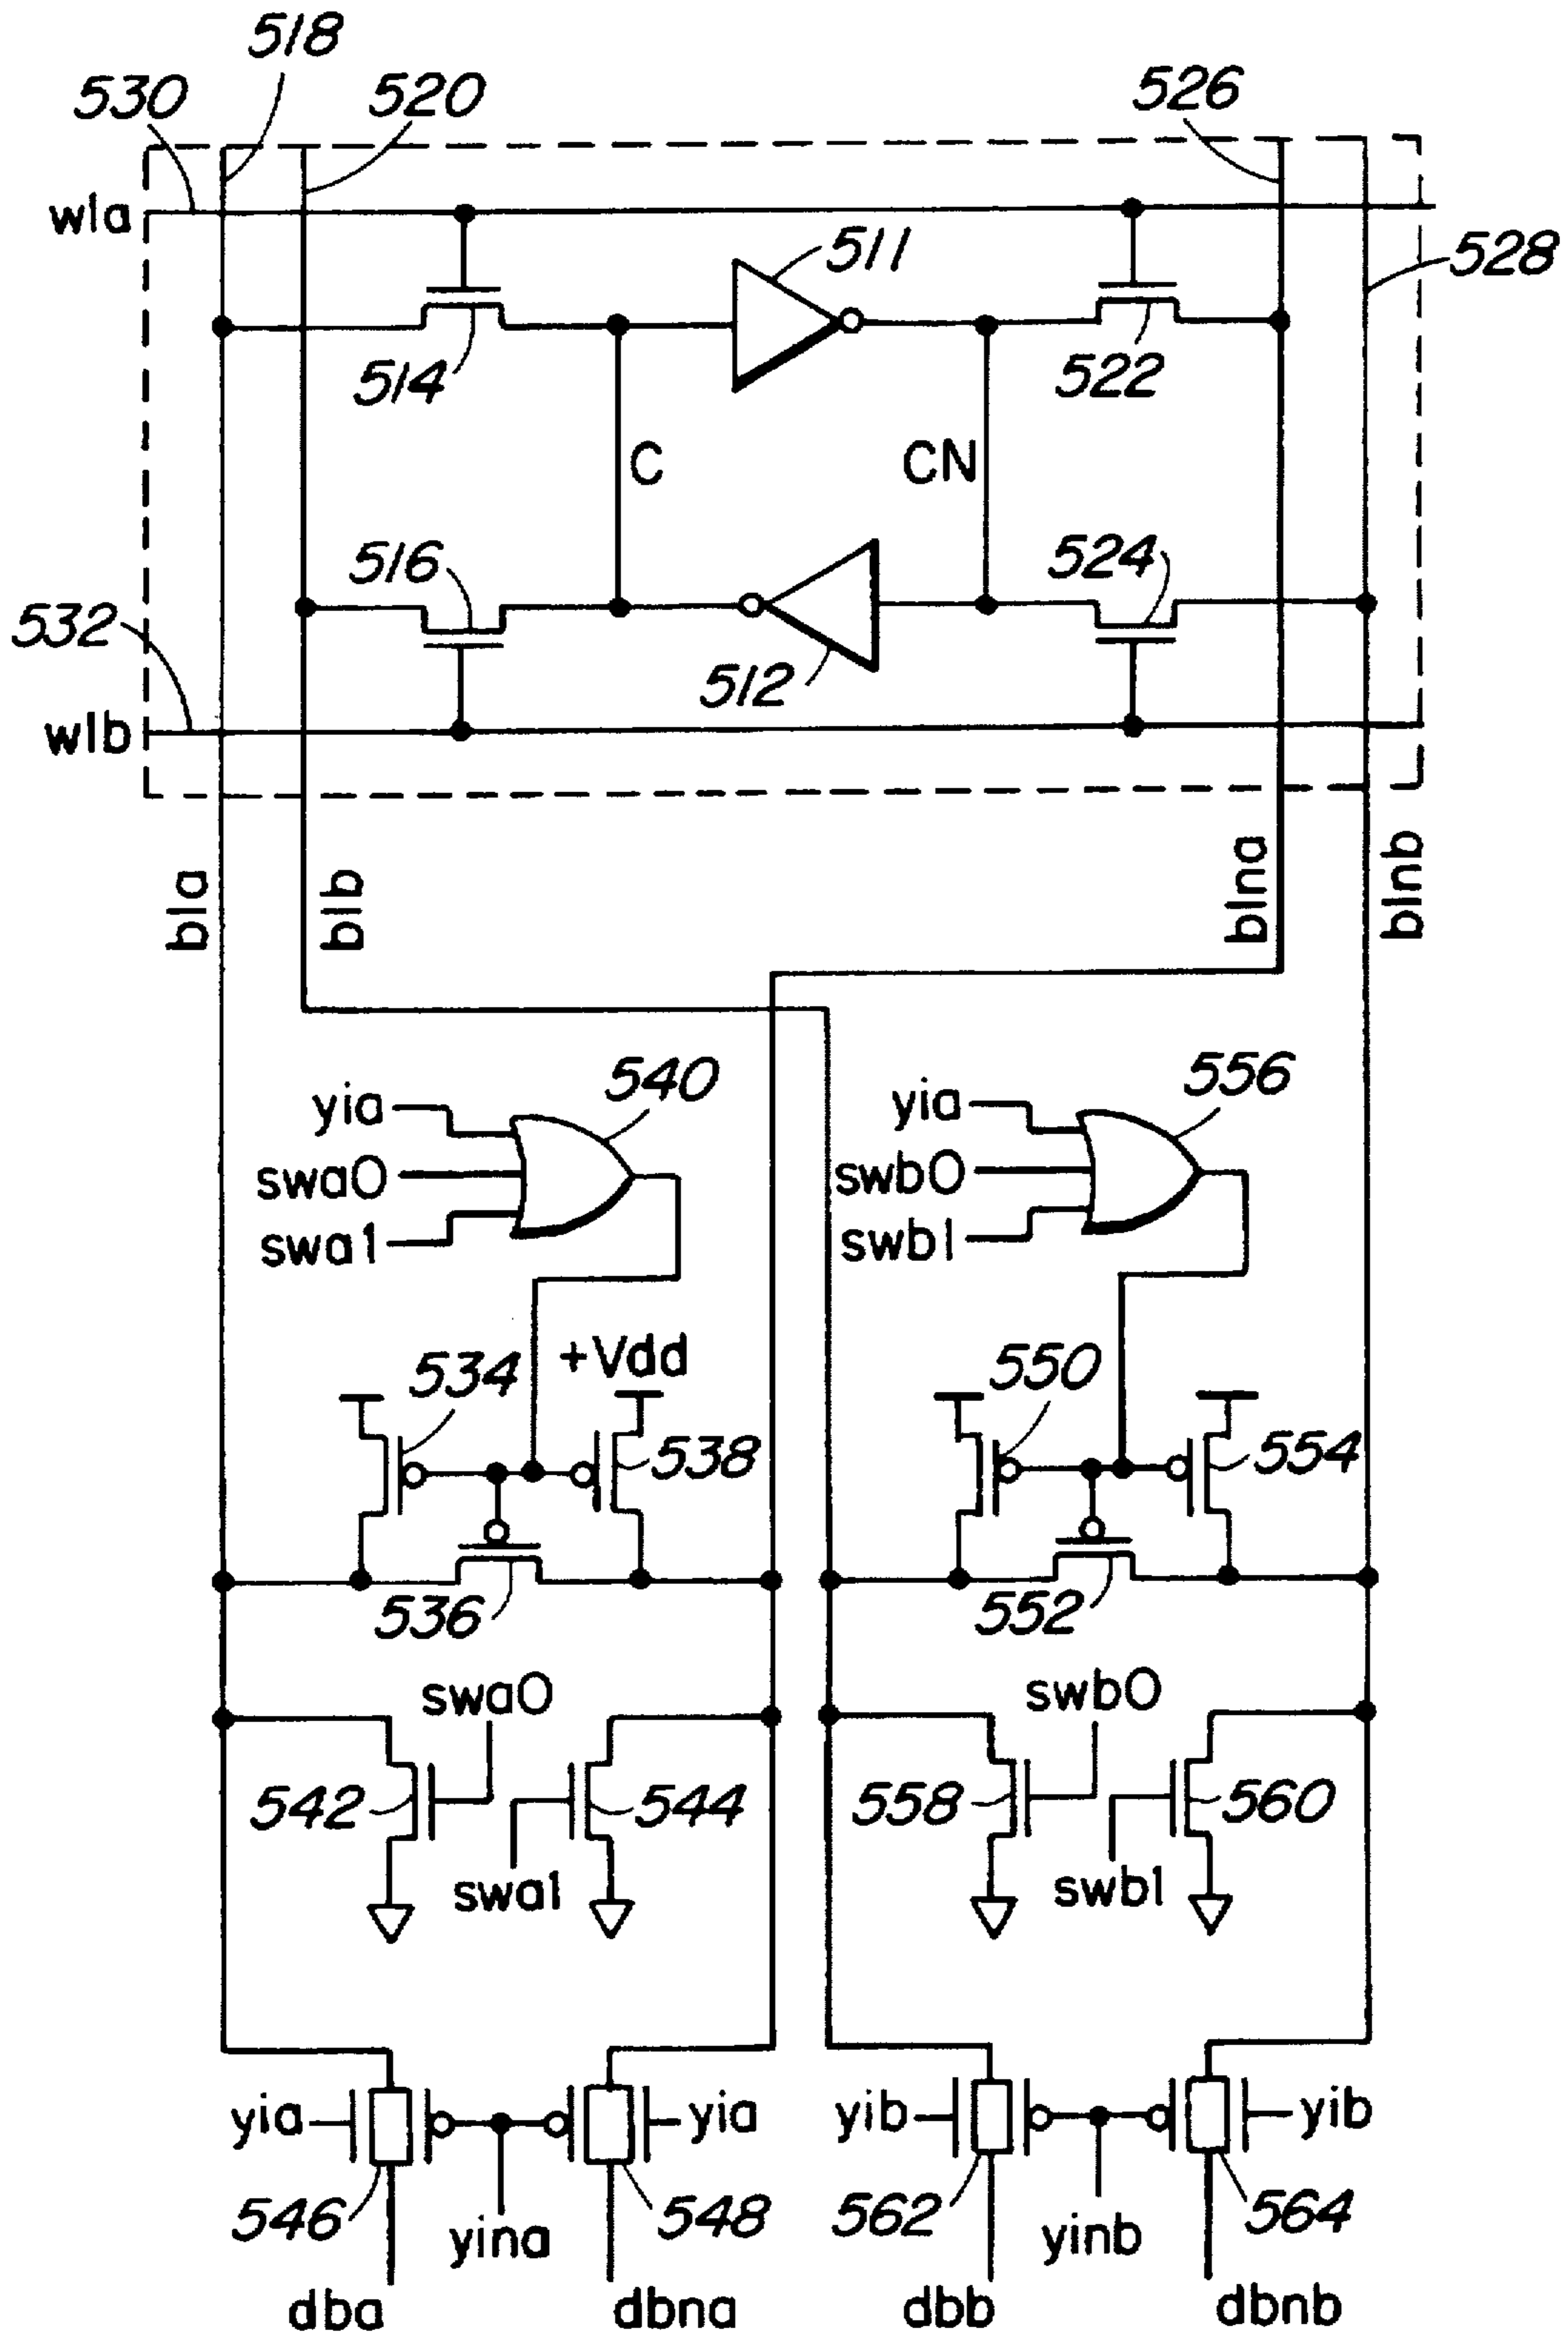 518
530
520
526
wla
511
528
514
522
C
CN
516
524
532
512
wlb
bla
blb
blna
blnb
540
556
yia
yia
swa0
swb0
swa1
swb1
534
+Vdd
538
550
554
536
552
swa0
swb0
542
544
558
560
swa1
swb1
yia
yia
yib
yib
546
548
562
564
yina
yinb
dba
dbna
dbb
dbnb